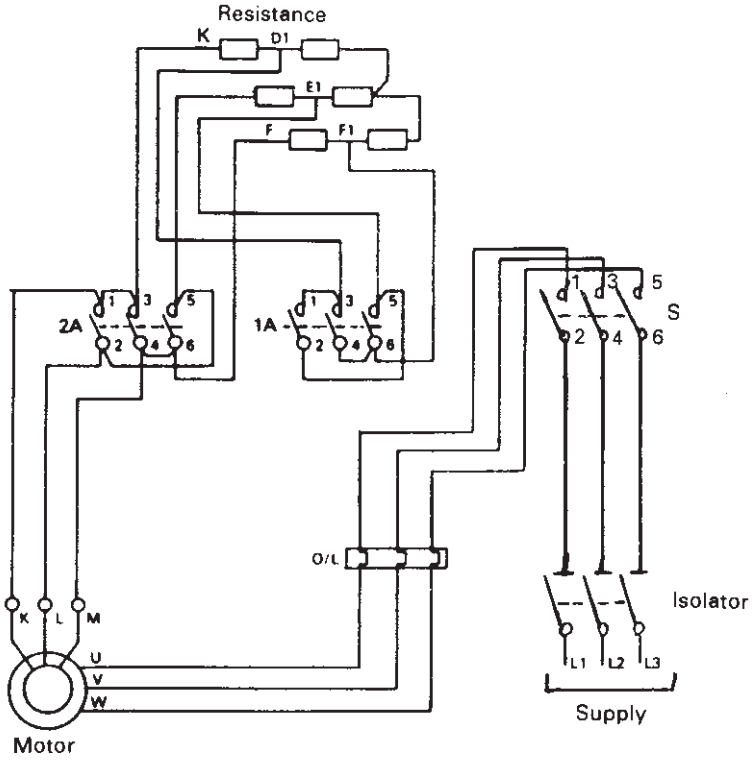 Resistance
K D1
E1
F F1
1 3 5
S
1 3 5
2A
2 4 6
1 3 5
1A
2 4 6
2 4 6
O/L
Isolator
K L M
U
V
W
L1 L2 L3
Supply
Motor